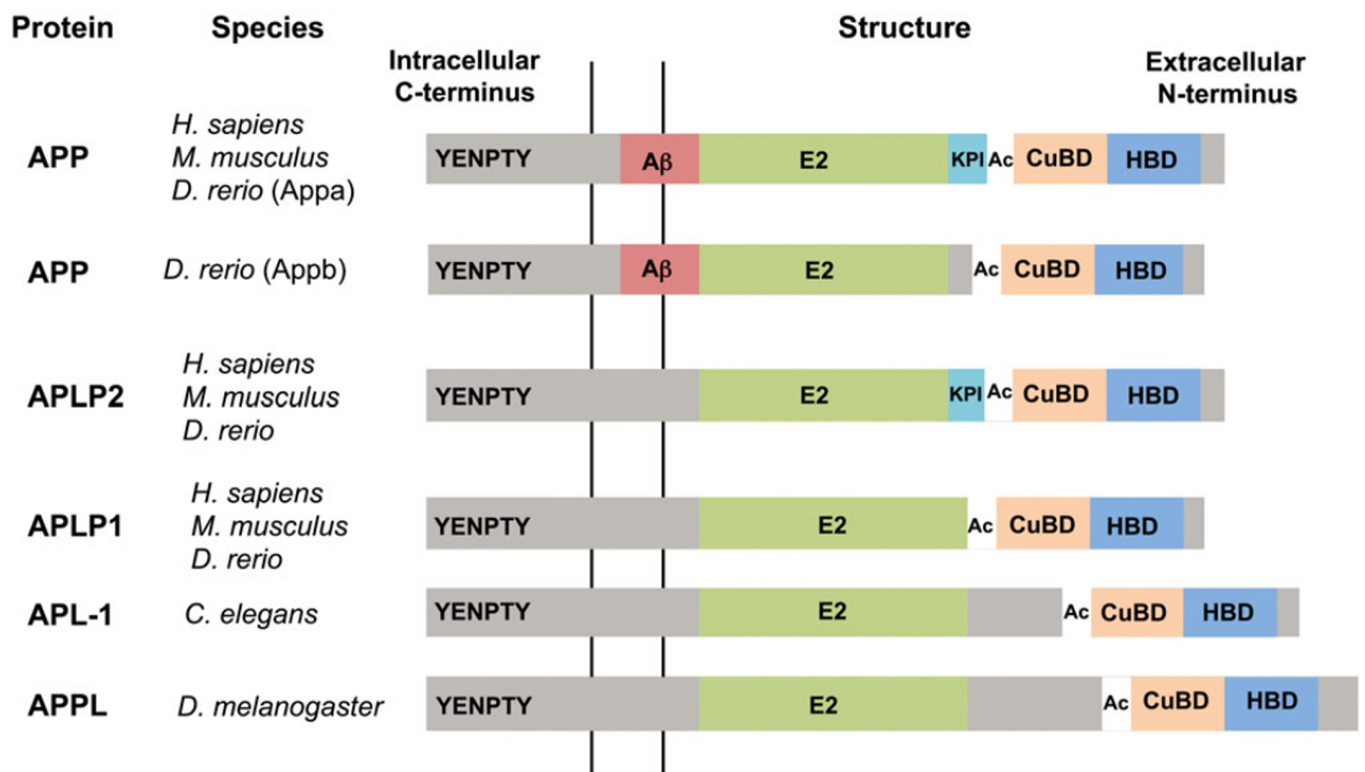 Protein Species Structure
Intracellular
C-terminus
Extracellular
N-terminus
APP
H. sapiens
M. musculus
D. rerio (Appa)
YENPTY Aβ E2 KPI Ac CuBD HBD
APP
D. rerio (Appb)
YENPTY Aβ E2 Ac CuBD HBD
APLP2
H. sapiens
M. musculus
D. rerio
YENPTY E2 KPI Ac CuBD HBD
APLP1
H. sapiens
M. musculus
D. rerio
YENPTY E2 Ac CuBD HBD
APL-1
C. elegans
YENPTY E2 Ac CuBD HBD
APPL
D. melanogaster
YENPTY E2 Ac CuBD HBD